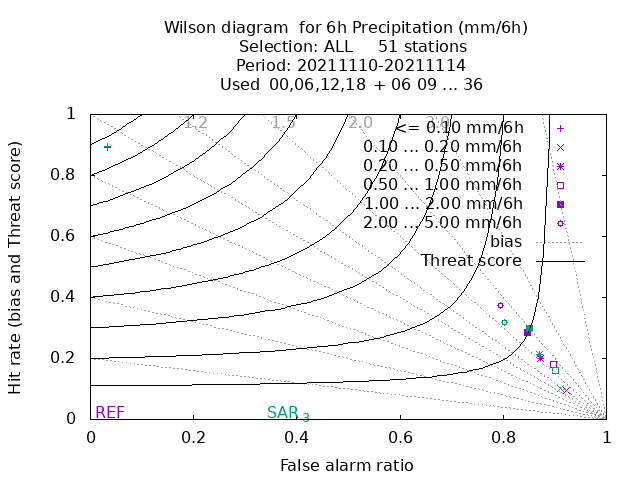 Wilson diagram  for 6h Precipitation (mm/6h)
Selection: ALL     51 stations
Period: 20211110-20211114
Used  00,06,12,18  + 06 09 ... 36
Hit rate (bias and Threat score)
1
0.8
0.6
0.4
0.2
0
1.2
1.5
2.0
3.0
<= 0.10 mm/6h
0.10 ... 0.20 mm/6h
0.20 ... 0.50 mm/6h
0.50 ... 1.00 mm/6h
1.00 ... 2.00 mm/6h
2.00 ... 5.00 mm/6h
bias
Threat score
REF
SAR 3
0
0.2
0.4
0.6
0.8
1
False alarm ratio